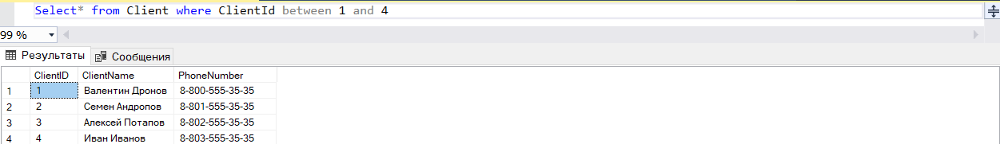 Select* from Client where ClientId between 1 and 4
99 %
Результаты Сообщения
ClientID ClientName PhoneNumber
1 1 Валентин Дронов 8-800-555-35-35
2 2 Семен Андропов 8-801-555-35-35
3 3 Алексей Потапов 8-802-555-35-35
4 4 Иван Иванов 8-803-555-35-35